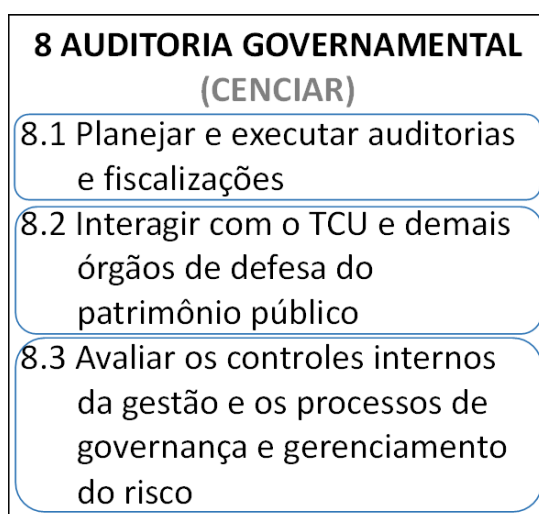 8 AUDITORIA GOVERNAMENTAL
(CENCIAR)
8.1 Planejar e executar auditorias
e fiscalizações
8.2 Interagir com o TCU e demais
órgãos de defesa do
patrimônio público
8.3 Avaliar os controles internos
da gestão e os processos de
governança e gerenciamento
do risco